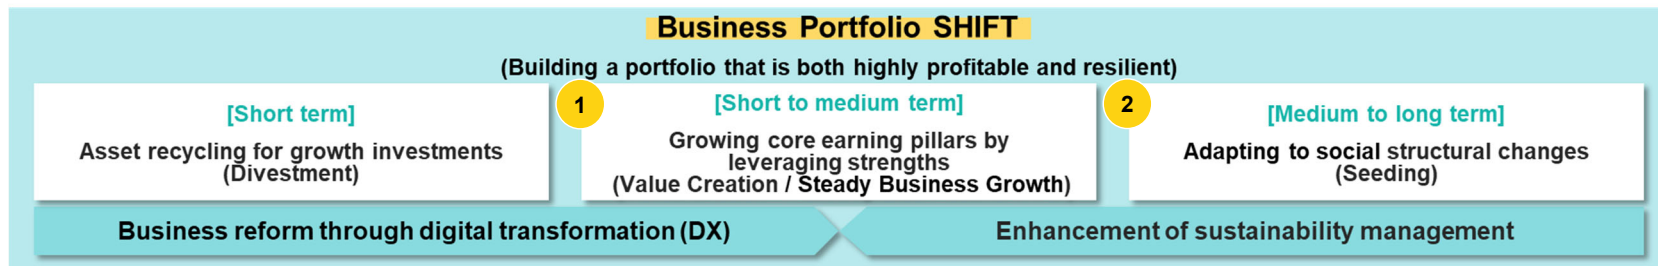 Business Portfolio SHIFT
(Building a portfolio that is both highly profitable and resilient)
[Short term]
Asset recycling for growth investments
(Divestment)
1
[Short to medium term]
Growing core earning pillars by
leveraging strengths
(Value Creation / Steady Business Growth)
2
[Medium to long term]
Adapting to social structural changes
(Seeding)
Business reform through digital transformation (DX)
Enhancement of sustainability management